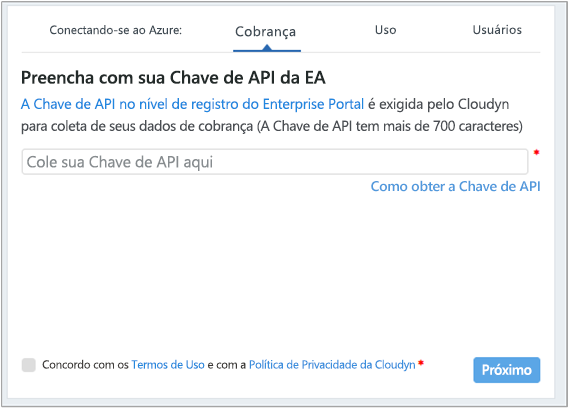 Conectando-se ao Azure: Cobrança Uso Usuários
Preencha com sua Chave de API da EA
A Chave de API no nível de registro do Enterprise Portal é exigida pelo Cloudyn
para coleta de seus dados de cobrança (A Chave de API tem mais de 700 caracteres)
Cole sua Chave de API aqui *
Como obter a Chave de API
Concordo com os Termos de Uso e com a Política de Privacidade da Cloudyn *
Próximo